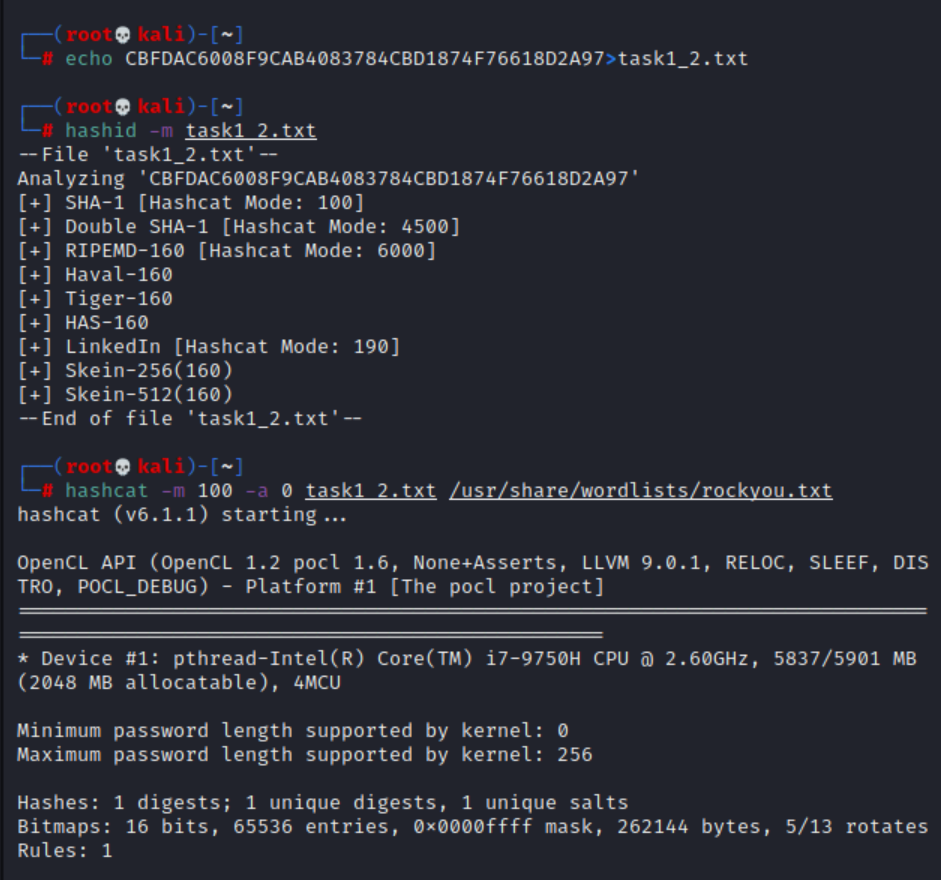 ┌──(root💀kali)-[~]
└─# echo CBFDAC6008F9CAB4083784CBD1874F76618D2A97>task1_2.txt
┌──(root💀kali)-[~]
└─# hashid -m task1_2.txt
--File 'task1_2.txt'--
Analyzing 'CBFDAC6008F9CAB4083784CBD1874F76618D2A97'
[+] SHA-1 [Hashcat Mode: 100]
[+] Double SHA-1 [Hashcat Mode: 4500]
[+] RIPEMD-160 [Hashcat Mode: 6000]
[+] Haval-160
[+] Tiger-160
[+] HAS-160
[+] LinkedIn [Hashcat Mode: 190]
[+] Skein-256(160)
[+] Skein-512(160)
--End of file 'task1_2.txt'--
┌──(root💀kali)-[~]
└─# hashcat -m 100 -a 0 task1_2.txt /usr/share/wordlists/rockyou.txt
hashcat (v6.1.1) starting...
OpenCL API (OpenCL 1.2 pocl 1.6, None+Asserts, LLVM 9.0.1, RELOC, SLEEF, DIS
TRO, POCL_DEBUG) - Platform #1 [The pocl project]
============================================================================
=================================================
* Device #1: pthread-Intel(R) Core(TM) i7-9750H CPU @ 2.60GHz, 5837/5901 MB
(2048 MB allocatable), 4MCU
Minimum password length supported by kernel: 0
Maximum password length supported by kernel: 256
Hashes: 1 digests; 1 unique digests, 1 unique salts
Bitmaps: 16 bits, 65536 entries, 0x0000ffff mask, 262144 bytes, 5/13 rotates
Rules: 1